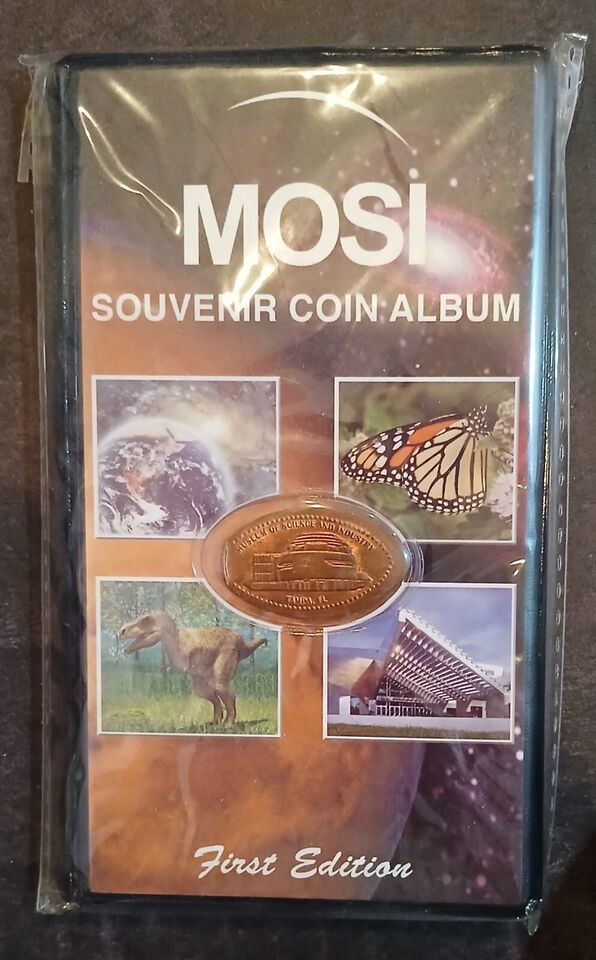 MOSI
SOUVENIR COIN ALBUM
MUSEUM OF SCIENCE AND INDUSTRY
TAMPA, FL
First Edition